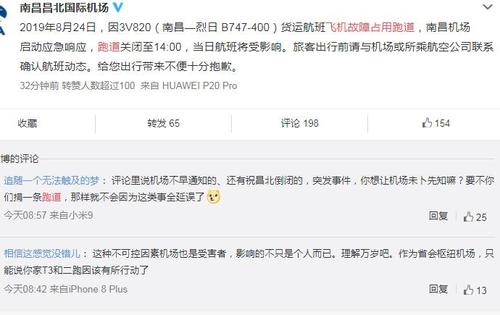 南昌昌北国际机场
2019年8月24日，因3V820（南昌—烈日 B747-400）货运航班飞机故障占用跑道，南昌机场
启动应急响应，跑道关闭至14:00，当日航班将受影响。旅客出行前请与机场或所乘航空公司联系
确认航班动态。给您出行带来不便十分抱歉。
32分钟前 转赞人数超过100 来自 HUAWEI P20 Pro
收藏 转发 65 评论 198 154
博的评论
追随一个无法触及的梦：评论里说机场不早通知的、还有祝昌北倒闭的，突发事件，你想让机场未卜先知嘛？要不你
们捐一条跑道，那样就不会因为这类事全延误了
今天08:57 来自小米9 回复 25
相信这感觉没错儿：这种不可控因素机场也是受害者，影响的不只是个人而已。理解万岁吧。作为省会枢纽机场，只
能说你家T3和二跑因该有所行动了
今天08:42 来自iPhone 8 Plus 回复 13